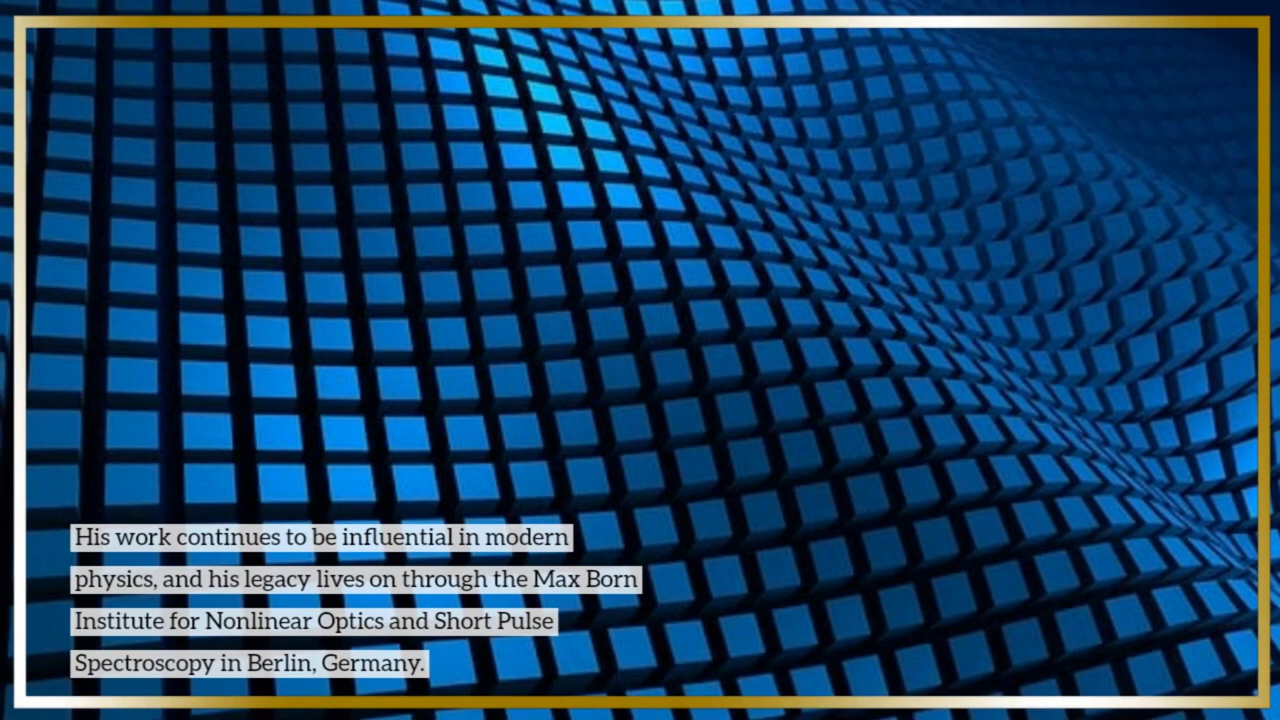 His work continues to be influential in modern
physics, and his legacy lives on through the Max Born
Institute for Nonlinear Optics and Short Pulse
Spectroscopy in Berlin, Germany.